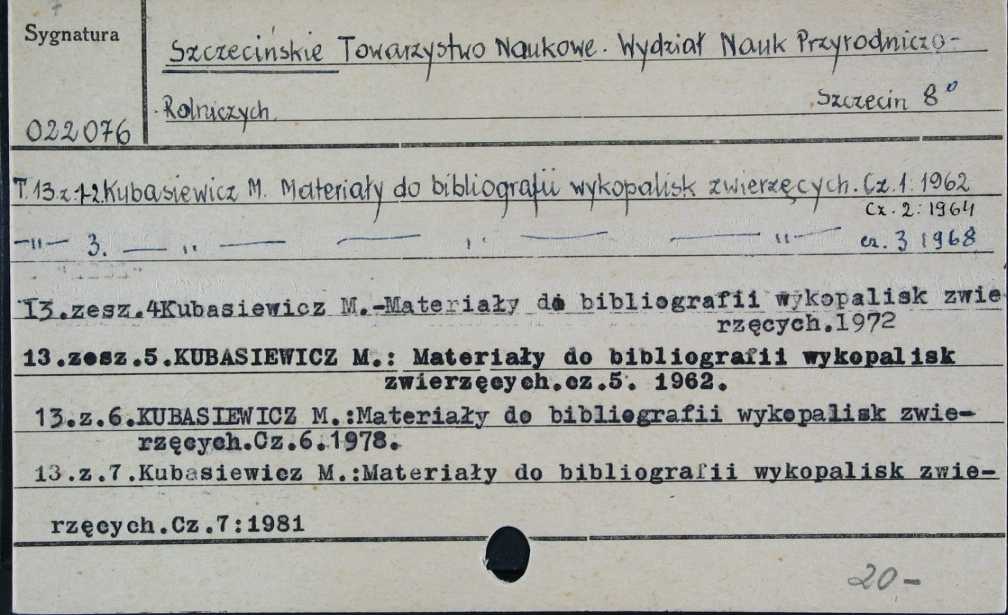 7
Sygnatura
Szczecińskie Towarzystwo Naukowe. Wydział Nauk Przyrodniczo-
Rolniczych. Szczecin 8°
022076
T.13.z.1-2.Kubasiewicz M. Materiały do bibliografii wykopalisk zwierzęcych. Cz.1. 1962
Cz. 2: 1964
—"— 3. — " — — " — — " — cz. 3 1968
13.zesz.4Kubasiewicz M.-Materiały do bibliografii wykopalisk zwie
rzęcych.1972
13.zesz.5.KUBASIEWICZ M.: Materiały do bibliografii wykopalisk
zwierzęcych.cz.5. 1962.
13.z.6.KUBASIEWICZ M.:Materiały do bibliografii wykopalisk zwie-
rzęcych.Cz.6.1978.
13.z.7.Kubasiewicz M.:Materiały do bibliografii wykopalisk zwie-
rzęcych.Cz.7:1981
20-